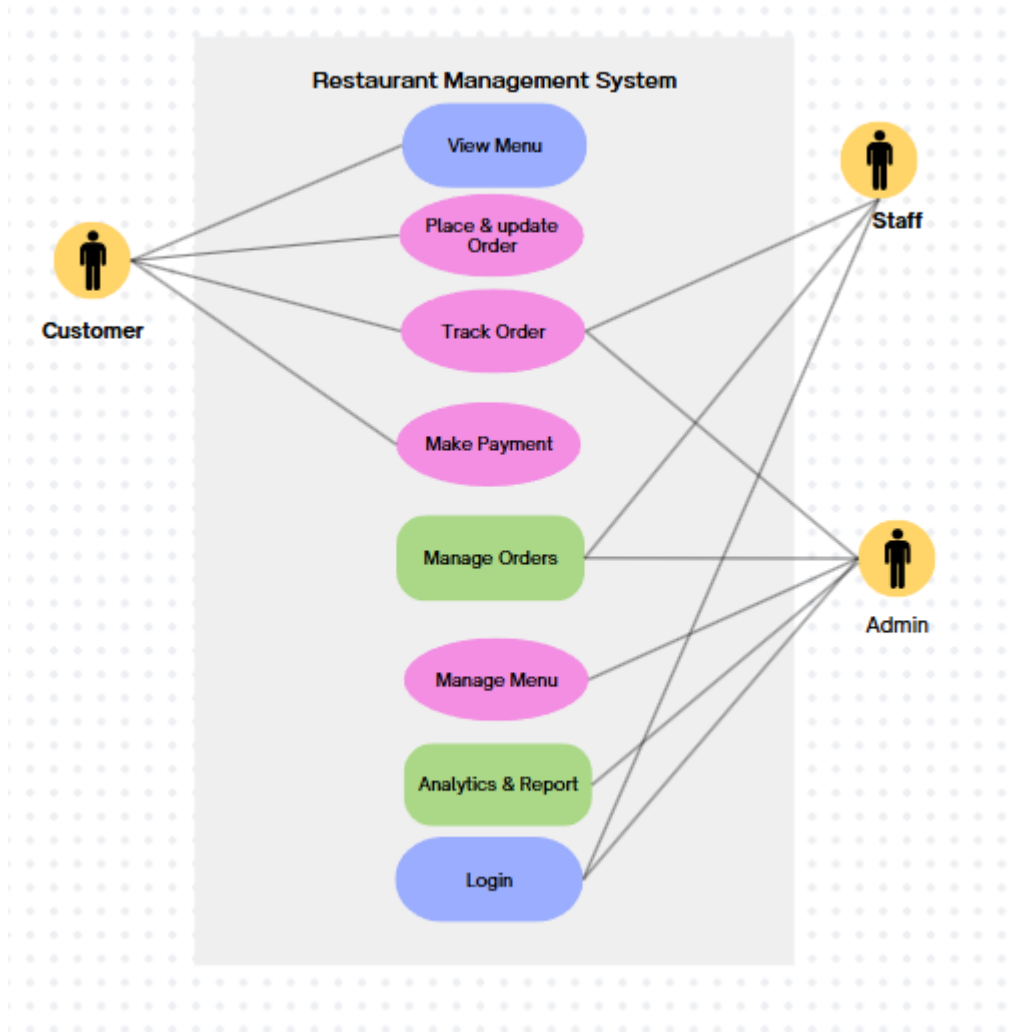 Restaurant Management System
View Menu
Staff
Place & update
Order
Customer
Track Order
Make Payment
Manage Orders
Admin
Manage Menu
Analytics & Report
Login